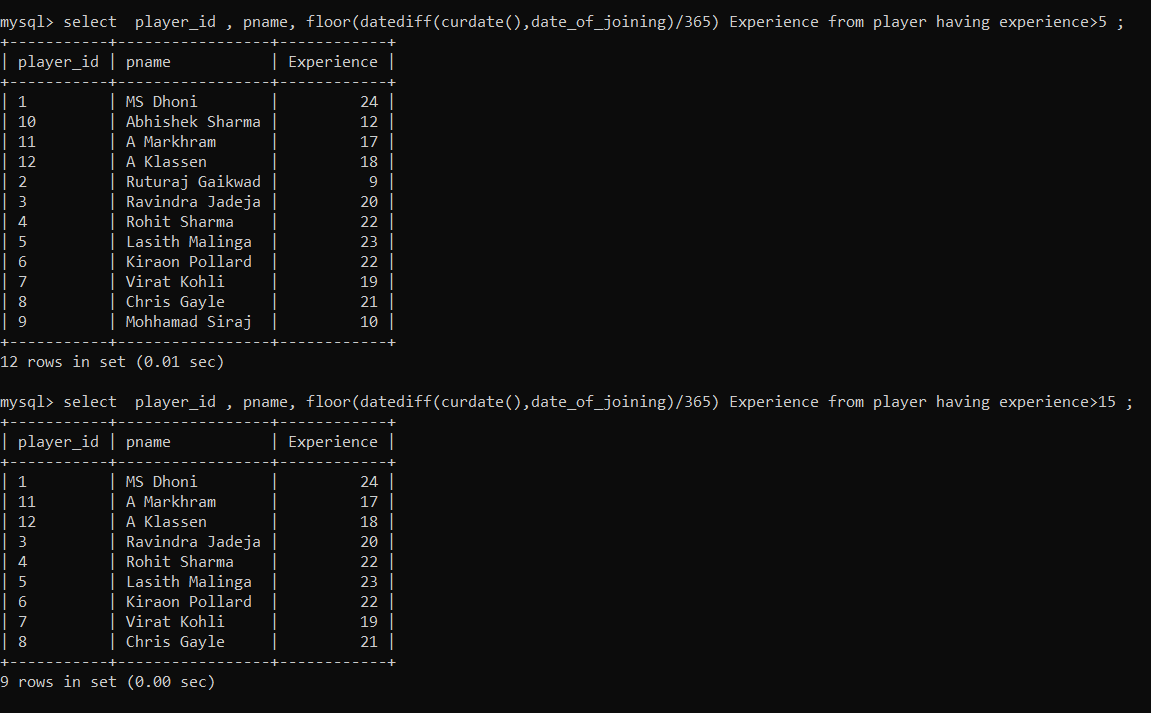 mysql> select  player_id , pname, floor(datediff(curdate(),date_of_joining)/365) Experience from player having experience>5 ;
+-----------+-----------------+------------+
| player_id | pname           | Experience |
+-----------+-----------------+------------+
| 1         | MS Dhoni        |         24 |
| 10        | Abhishek Sharma |         12 |
| 11        | A Markhram      |         17 |
| 12        | A Klassen       |         18 |
| 2         | Ruturaj Gaikwad |          9 |
| 3         | Ravindra Jadeja |         20 |
| 4         | Rohit Sharma    |         22 |
| 5         | Lasith Malinga  |         23 |
| 6         | Kiraon Pollard  |         22 |
| 7         | Virat Kohli     |         19 |
| 8         | Chris Gayle     |         21 |
| 9         | Mohhamad Siraj  |         10 |
+-----------+-----------------+------------+
12 rows in set (0.01 sec)

mysql> select  player_id , pname, floor(datediff(curdate(),date_of_joining)/365) Experience from player having experience>15 ;
+-----------+-----------------+------------+
| player_id | pname           | Experience |
+-----------+-----------------+------------+
| 1         | MS Dhoni        |         24 |
| 11        | A Markhram      |         17 |
| 12        | A Klassen       |         18 |
| 3         | Ravindra Jadeja |         20 |
| 4         | Rohit Sharma    |         22 |
| 5         | Lasith Malinga  |         23 |
| 6         | Kiraon Pollard  |         22 |
| 7         | Virat Kohli     |         19 |
| 8         | Chris Gayle     |         21 |
+-----------+-----------------+------------+
9 rows in set (0.00 sec)